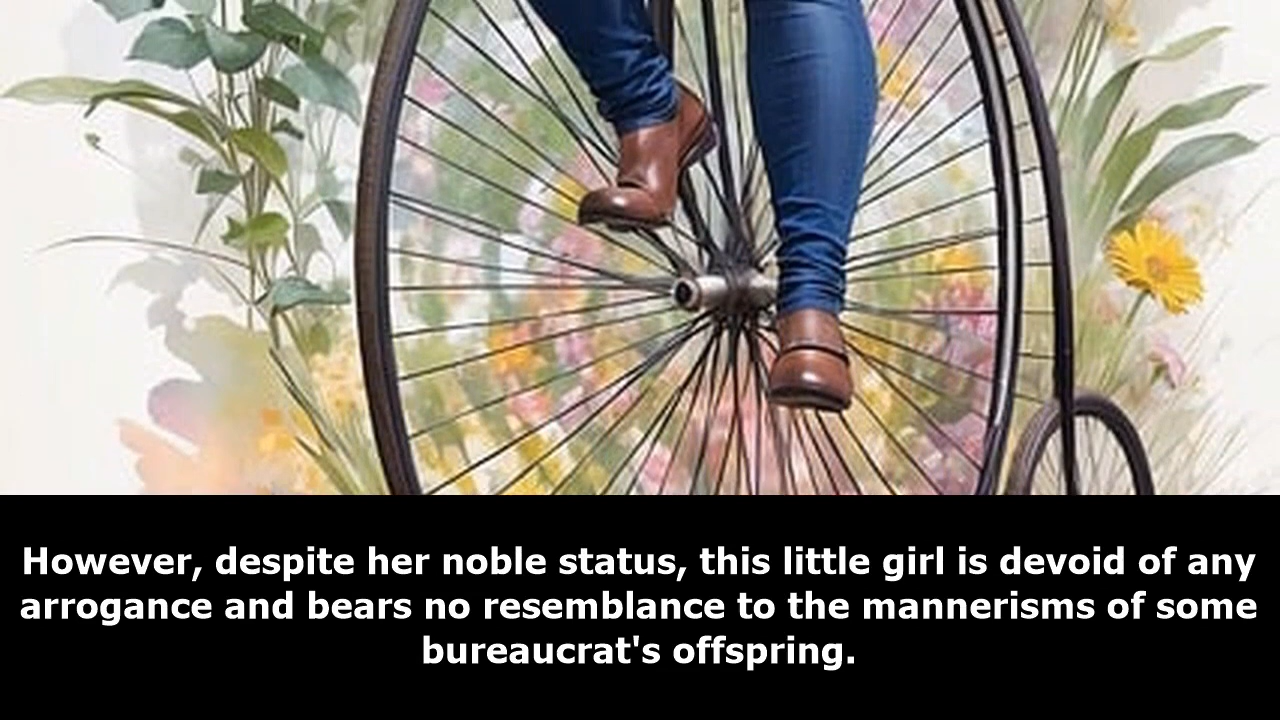 However, despite her noble status, this little girl is devoid of any
arrogance and bears no resemblance to the mannerisms of some
bureaucrat's offspring.